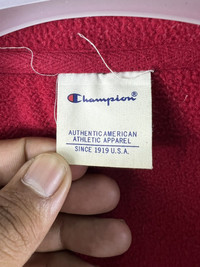 Champion®
AUTHENTIC AMERICAN
ATHLETIC APPAREL
SINCE 1919 U.S.A.